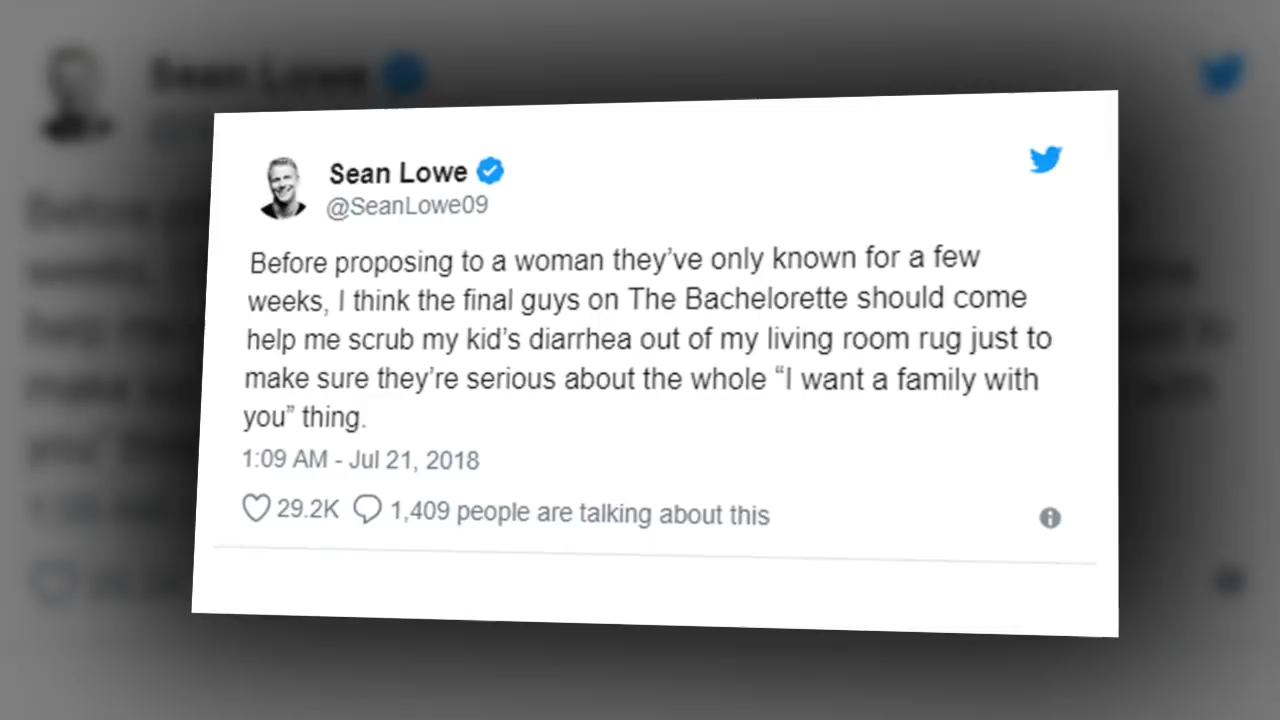 Sean Lowe
@SeanLowe09
Before proposing to a woman they’ve only known for a few
weeks, I think the final guys on The Bachelorette should come
help me scrub my kid’s diarrhea out of my living room rug just to
make sure they’re serious about the whole “I want a family with
you” thing.
1:09 AM - Jul 21, 2018
29.2K 1,409 people are talking about this